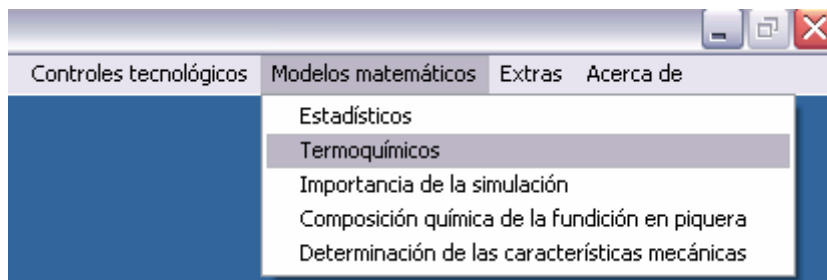 Controles tecnológicos Modelos matemáticos Extras Acerca de
Estadísticos
Termoquímicos
Importancia de la simulación
Composición química de la fundición en piquera
Determinación de las características mecánicas